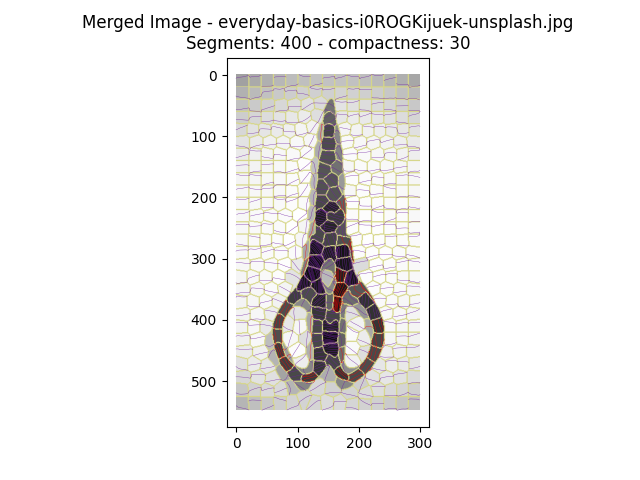 Merged Image - everyday-basics-i0ROGKijuek-unsplash.jpg
Segments: 400 - compactness: 30
0
100
200
300
400
500
0 100 200 300